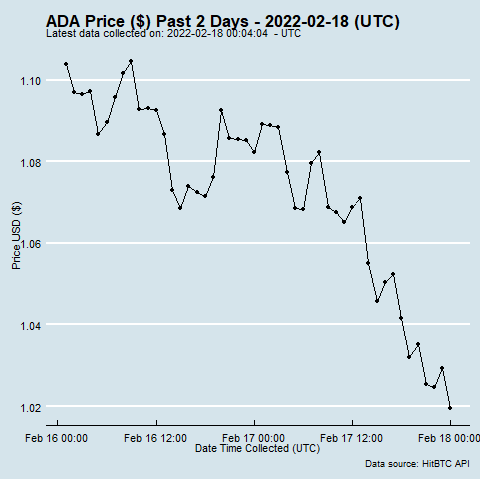 ADA Price ($) Past 2 Days - 2022-02-18 (UTC)
Latest data collected on: 2022-02-18 00:04:04  - UTC
1.10
1.08
1.06
1.04
1.02
Price USD ($)
Feb 16 00:00 Feb 16 12:00 Feb 17 00:00 Feb 17 12:00 Feb 18 00:00
Date Time Collected (UTC)
Data source: HitBTC API